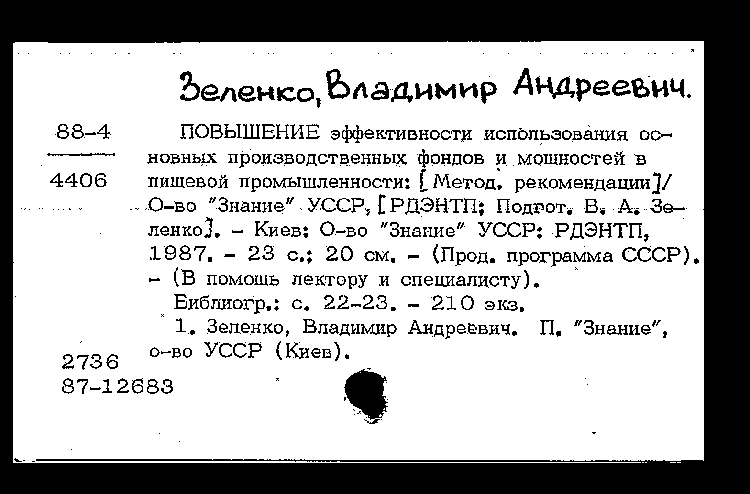 Зеленко, Владимир Андреевич.
88-4
4406
ПОВЫШЕНИЕ эффективности использования ос-
новных производственных фондов и мощностей в
пищевой промышленности: [Метод. рекомендации]/
О-во "Знание" УССР, [РДЭНТП; Подгот. В. А. Зе-
ленко]. - Киев: О-во "Знание" УССР: РДЭНТП,
1987. - 23 с.; 20 см. - (Прод. программа СССР).
- (В помощь лектору и специалисту).
Библиогр.: с. 22-23. - 210 экз.
1. Зеленко, Владимир Андреевич. П. "Знание",
о-во УССР (Киев).
2736
87-12683